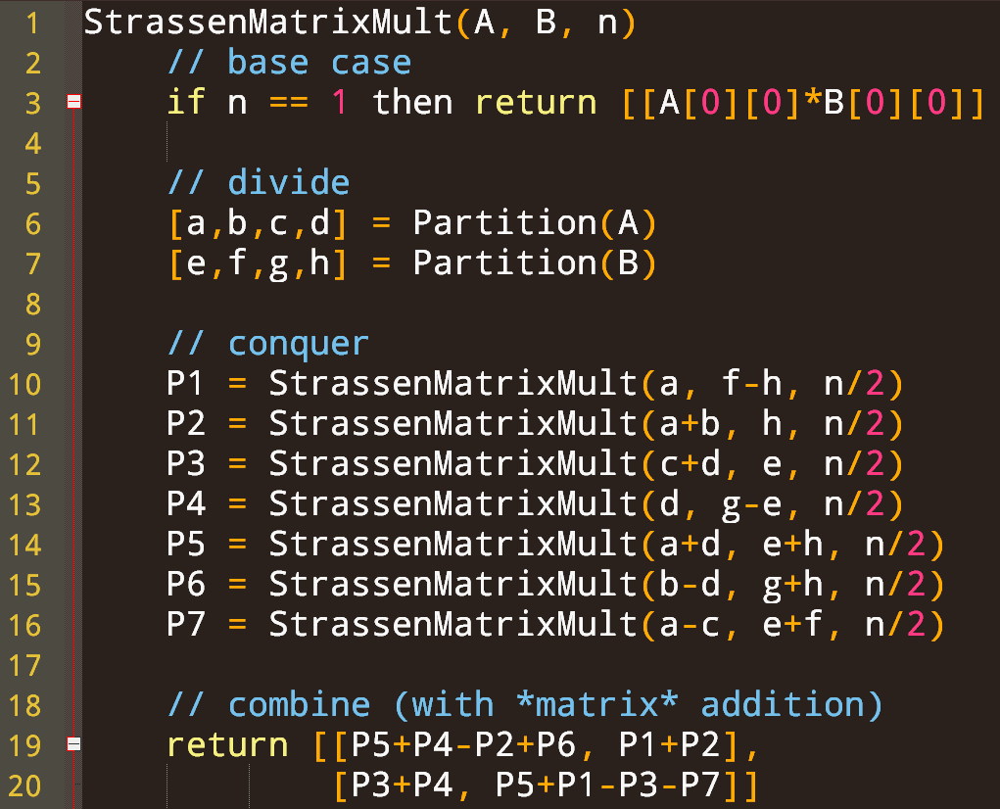 1 StrassenMatrixMult(A, B, n)
2     // base case
3     if n == 1 then return [[A[0][0]*B[0][0]]
4
5     // divide
6     [a,b,c,d] = Partition(A)
7     [e,f,g,h] = Partition(B)
8
9     // conquer
10     P1 = StrassenMatrixMult(a, f-h, n/2)
11     P2 = StrassenMatrixMult(a+b, h, n/2)
12     P3 = StrassenMatrixMult(c+d, e, n/2)
13     P4 = StrassenMatrixMult(d, g-e, n/2)
14     P5 = StrassenMatrixMult(a+d, e+h, n/2)
15     P6 = StrassenMatrixMult(b-d, g+h, n/2)
16     P7 = StrassenMatrixMult(a-c, e+f, n/2)
17
18     // combine (with *matrix* addition)
19     return [[P5+P4-P2+P6, P1+P2],
20             [P3+P4, P5+P1-P3-P7]]